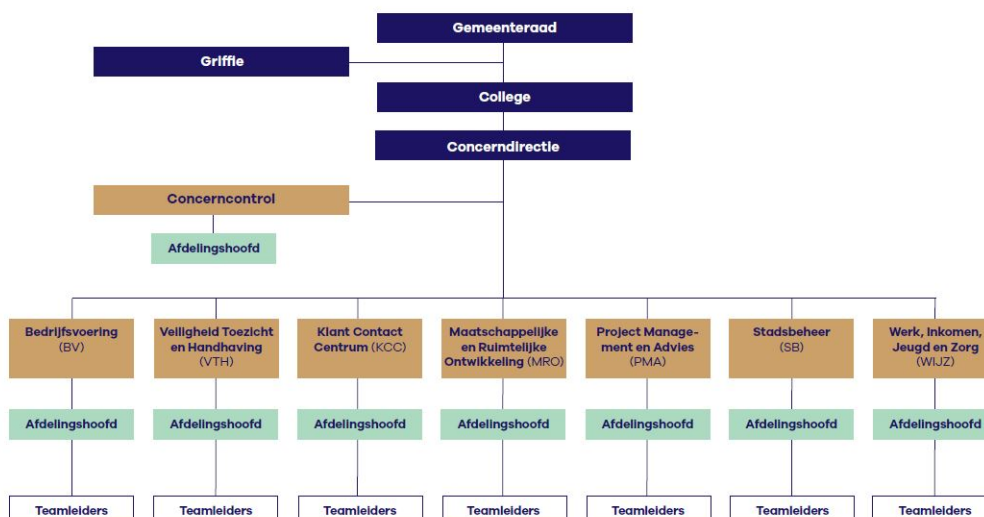 Gemeenteraad
Griffie
College
Concerndirectie
Concerncontrol
Afdelingshoofd
Bedrijfsvoering
(BV)
Veiligheid Toezicht
en Handhaving
(VTH)
Klant Contact
Centrum (KCC)
Maatschappelijke
en Ruimtelijke
Ontwikkeling (MRO)
Project Manage-
ment en Advies
(PMA)
Stadsbeheer
(SB)
Werk, Inkomen,
Jeugd en Zorg
(WIJZ)
Afdelingshoofd
Afdelingshoofd
Afdelingshoofd
Afdelingshoofd
Afdelingshoofd
Afdelingshoofd
Afdelingshoofd
Teamleiders
Teamleiders
Teamleiders
Teamleiders
Teamleiders
Teamleiders
Teamleiders